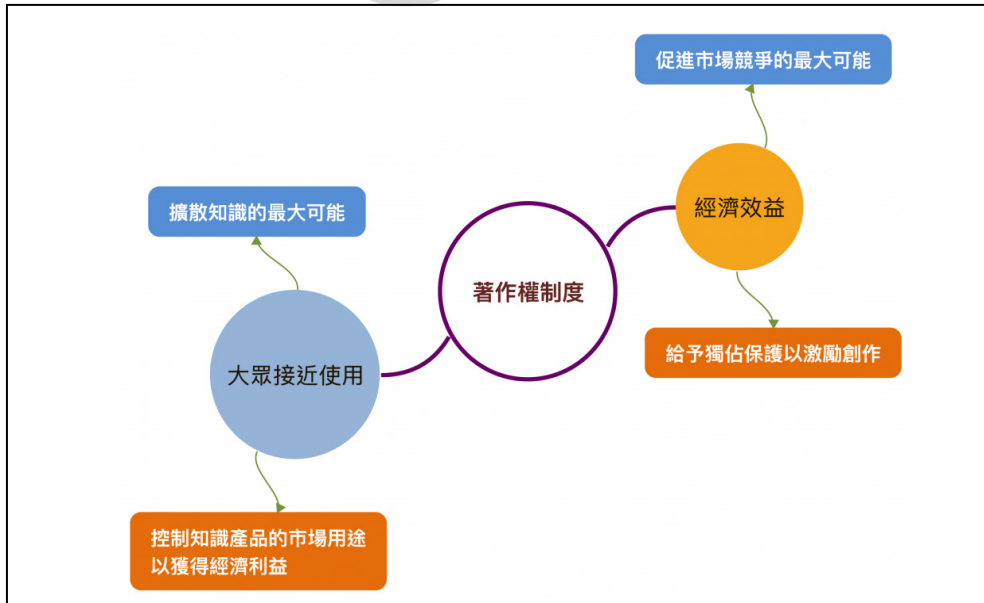 促進市場競爭的最大可能
經濟效益
擴散知識的最大可能
著作權制度
給予獨佔保護以激勵創作
大眾接近使用
控制知識產品的市場用途
以獲得經濟利益